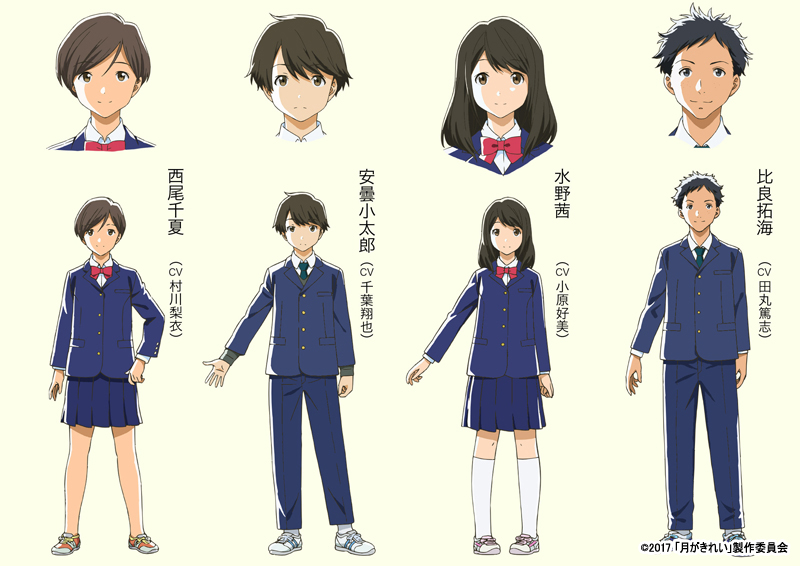 西尾千夏
（CV 村川梨衣）
安曇小太郎
（CV 千葉翔也）
水野茜
（CV 小原好美）
比良拓海
（CV 田丸篤志）
©2017「月がきれい」製作委員会